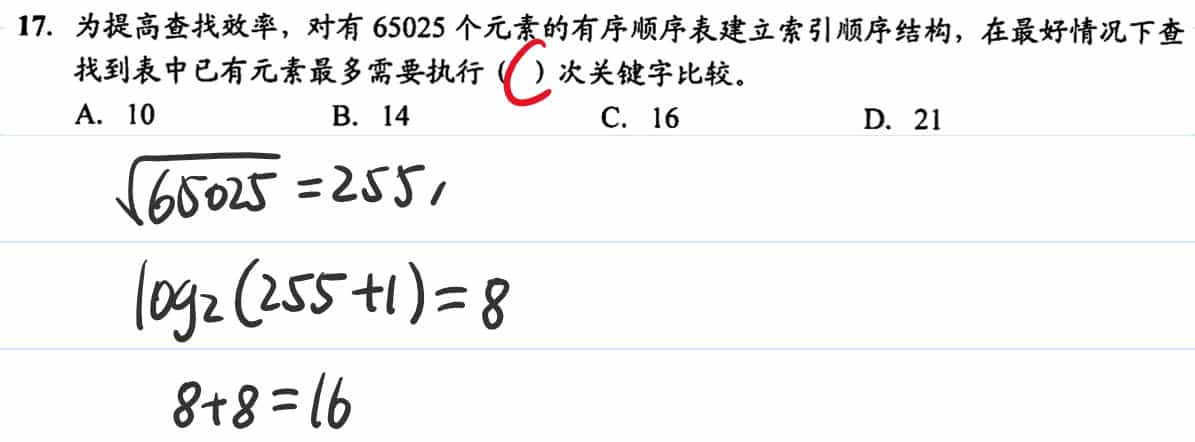 17. 为提高查找效率，对有 65025 个元素的有序顺序表建立索引顺序结构，在最好情况下查
找到表中已有元素最多需要执行（C）次关键字比较。
A. 10 B. 14 C. 16 D. 21
√65025 = 255,
log₂(255+1)=8
8+8=16